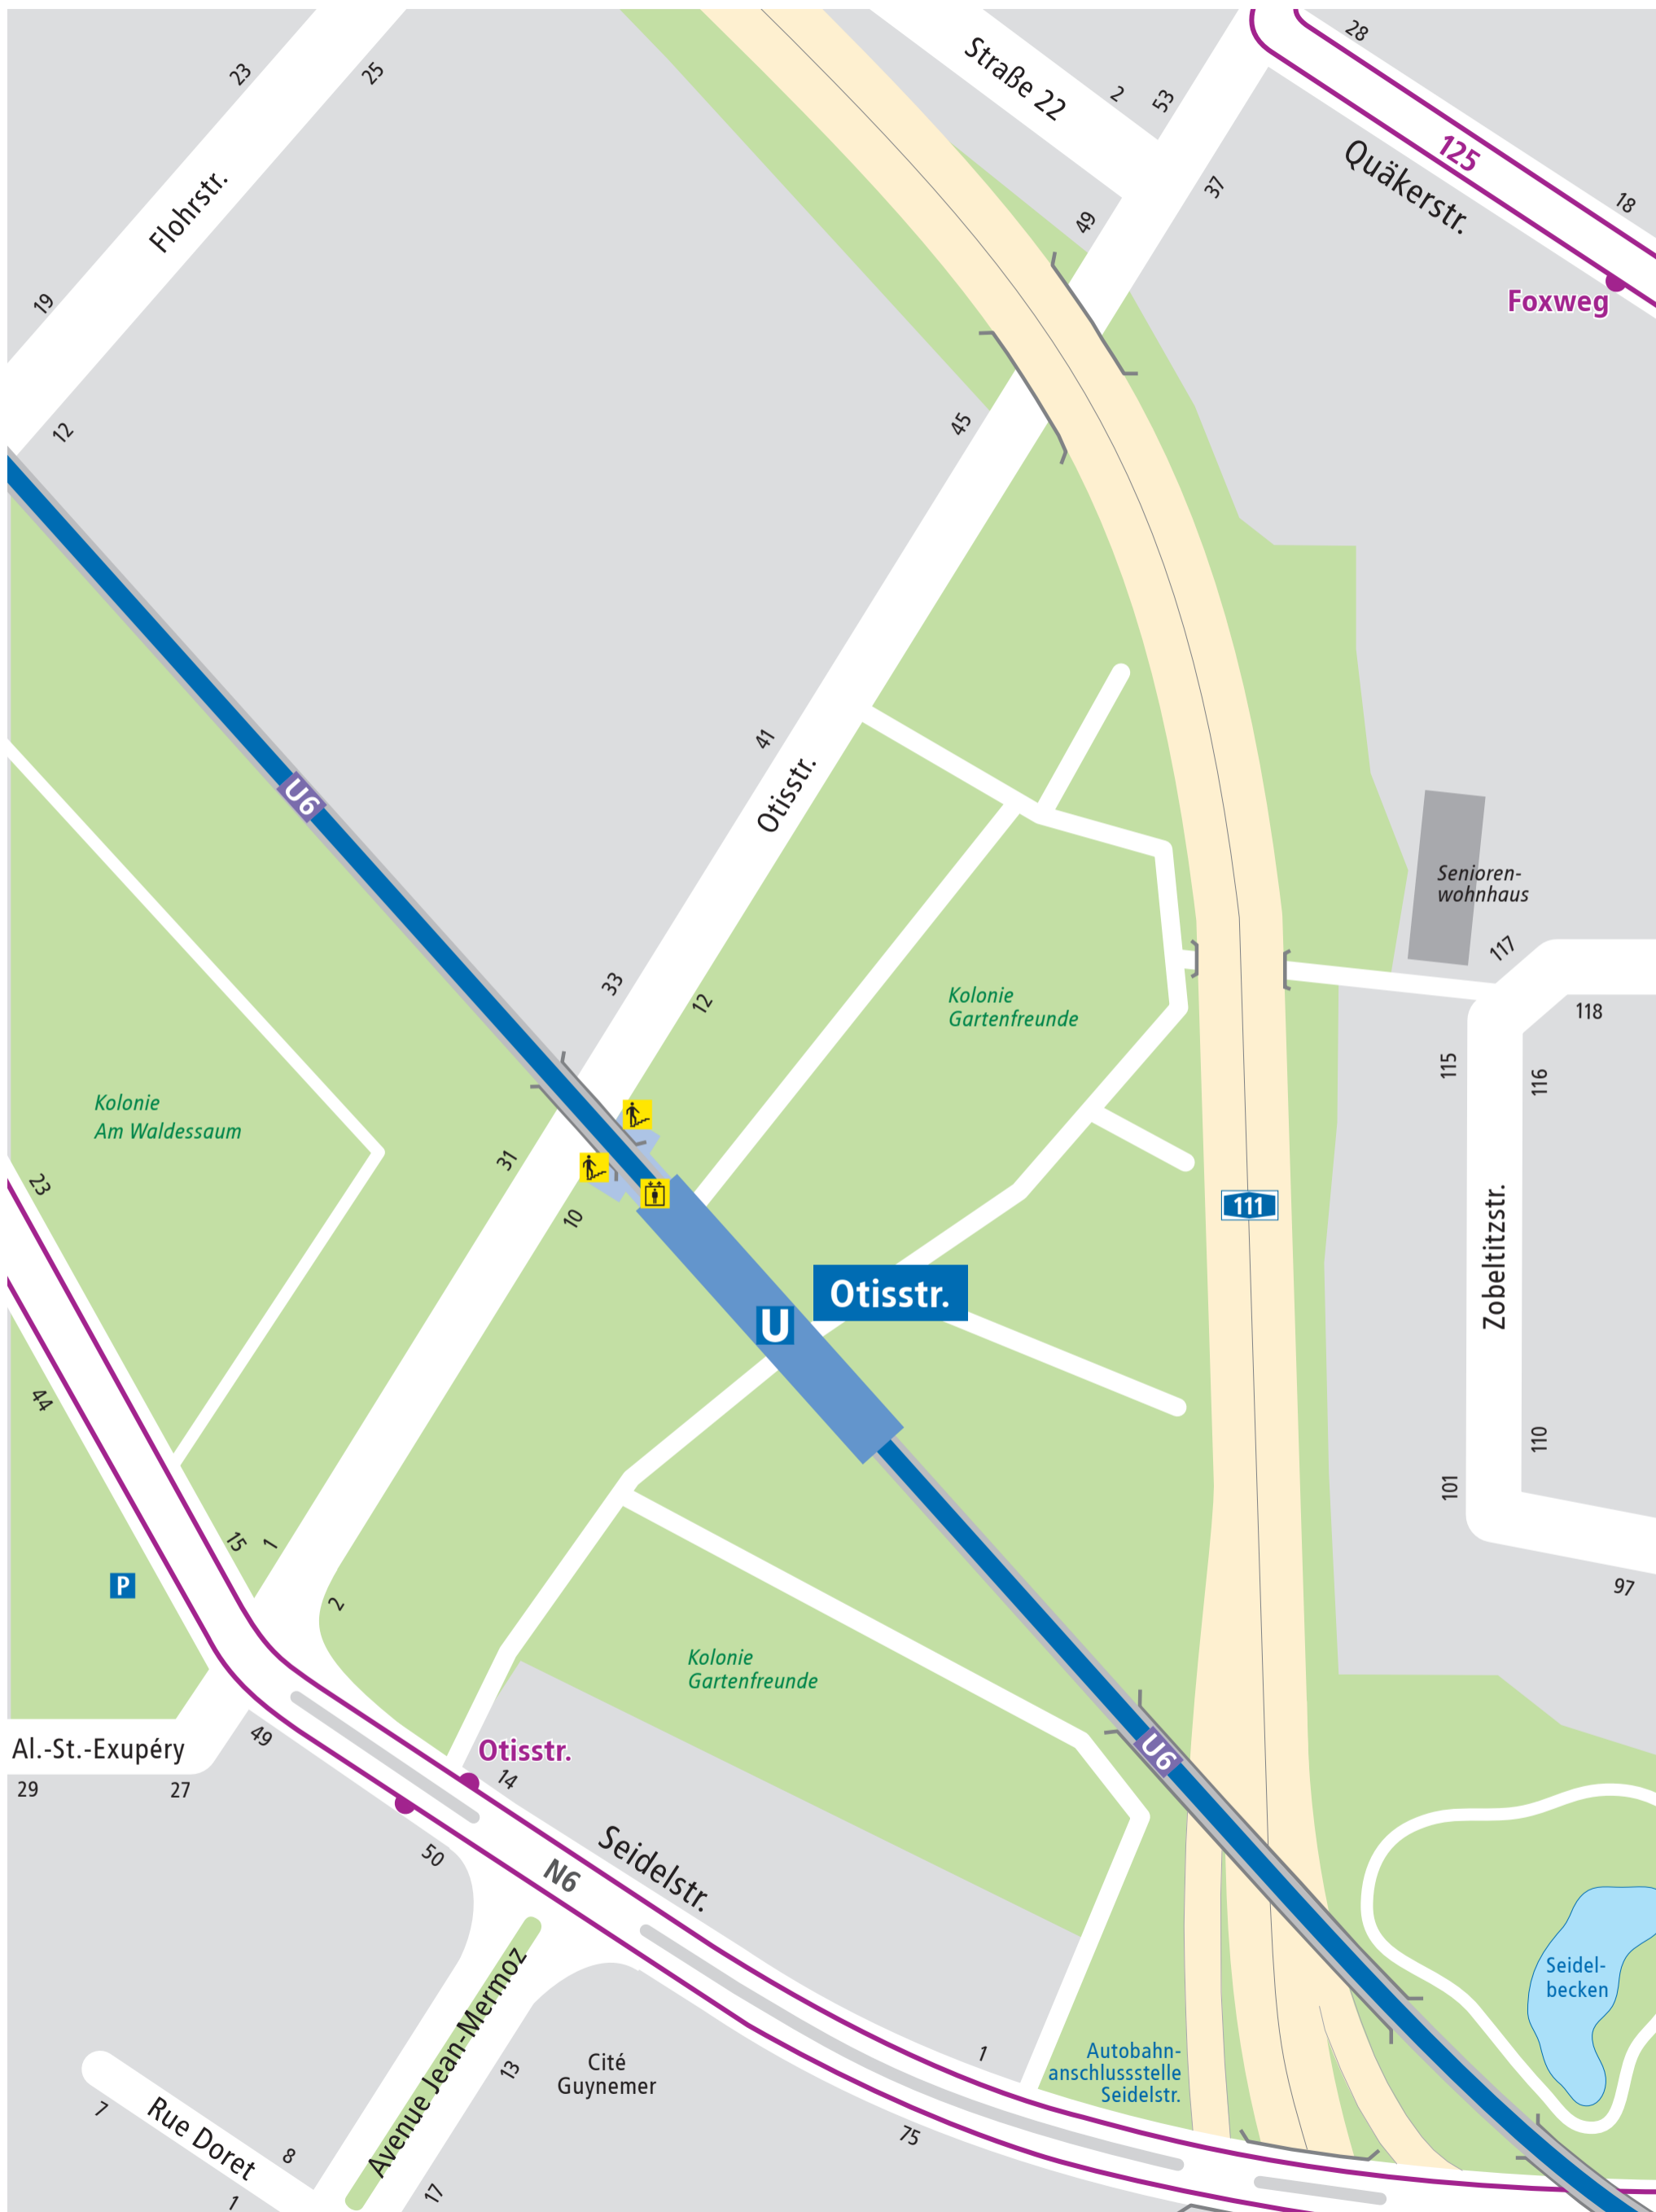 28
23
25
Straße 22
2
53
125
Quäkerstr.
37
18
Flohrstr.
49
Foxweg
19
45
12
41
Otisstr.
U6
Senioren-
wohnhaus
117
33
12
Kolonie
Gartenfreunde
118
115
116
Kolonie
Am Waldessaum
31
23
10
111
Zobeltitzstr.
Otisstr.
U
44
110
101
15
1
P
2
97
Kolonie
Gartenfreunde
49
Al.-St.-Exupéry
Otisstr.
U6
29
27
14
50
Seidelstr.
N6
Seidel-
becken
Avenue Jean-Mermoz
1
Autobahn-
anschlussstelle
Seidelstr.
13
Cité
Guynemer
7
Rue Doret
75
8
17
1